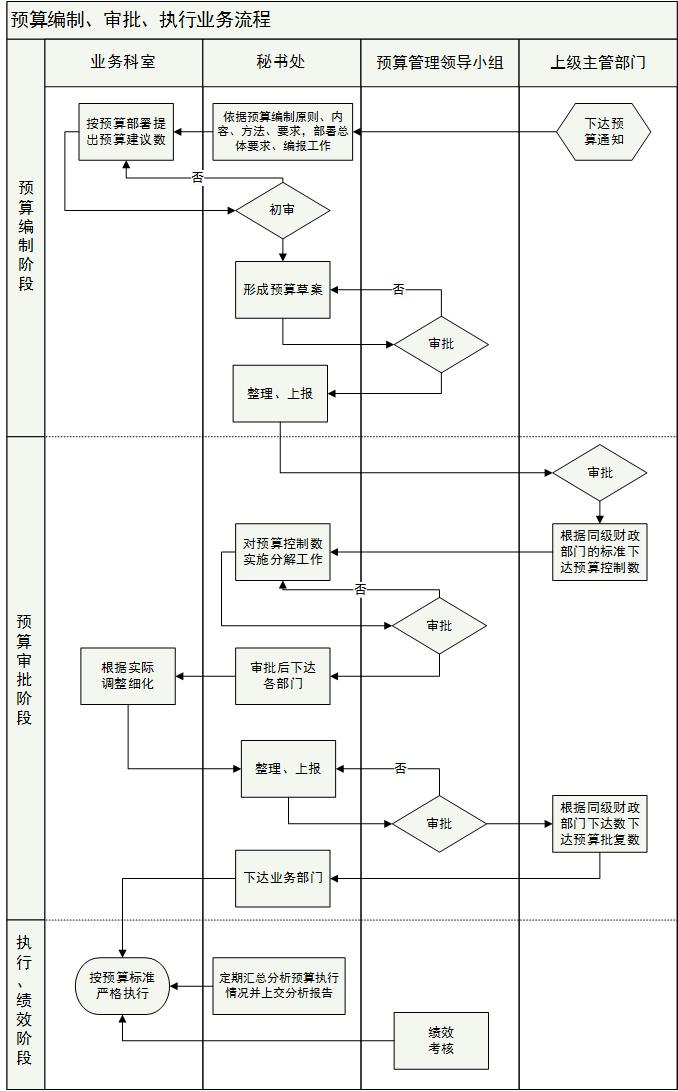 预算编制、审批、执行业务流程
业务科室
秘书处
预算管理领导小组
上级主管部门
预算编制阶段
按预算部署提
出预算建议数
依据预算编制原则、内
容、方法、要求，部署总
体要求、编报工作
下达预
算通知
否
初审
形成预算草案
否
审批
整理、上报
预算审批阶段
审批
对预算控制数
实施分解工作
根据同级财政
部门的标准下
达预算控制数
否
审批
根据实际
调整细化
审批后下达
各部门
整理、上报
否
审批
根据同级财政
部门下达数下
达预算批复数
下达业务部门
执行、绩效阶段
按预算标准
严格执行
定期汇总分析预算执行
情况并上交分析报告
绩效
考核